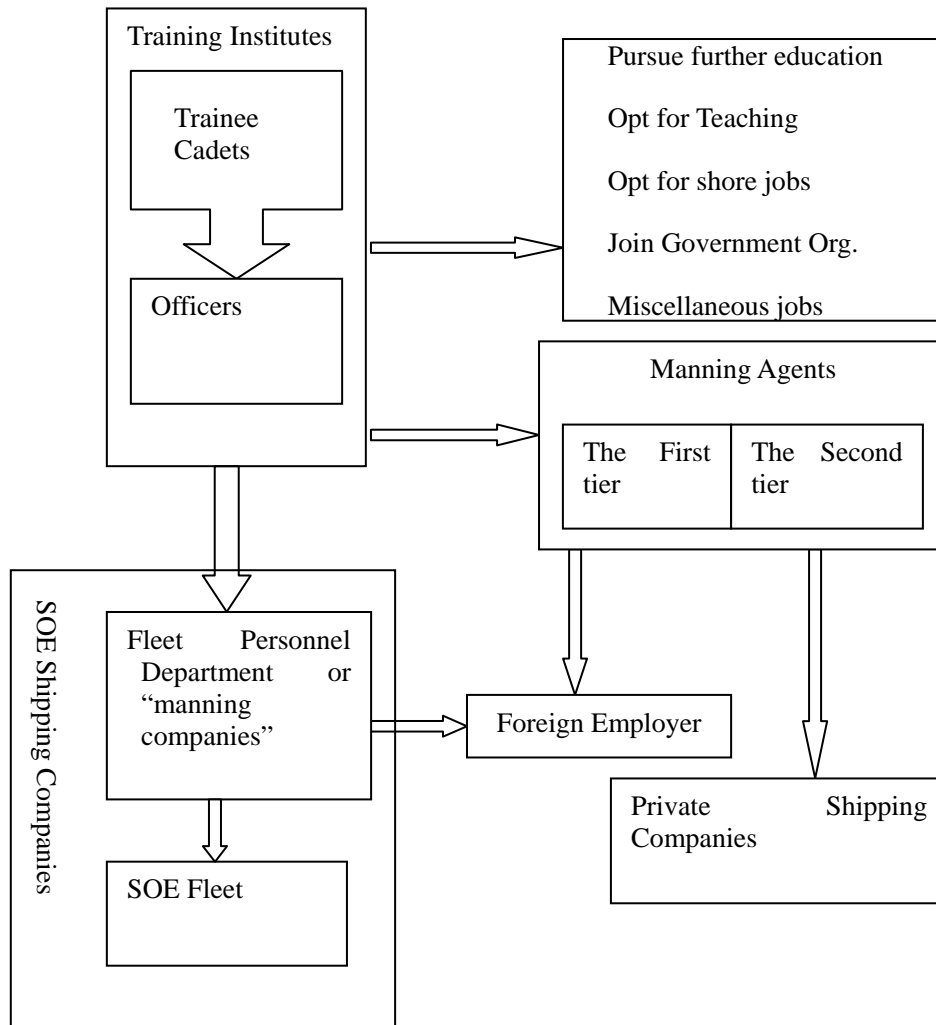 Training Institutes
Trainee
Cadets
Officers
Pursue further education
Opt for Teaching
Opt for shore jobs
Join Government Org.
Miscellaneous jobs
Manning Agents
The First
tier
The Second
tier
SOE Shipping Companies
Fleet Personnel
Department or
“manning
companies”
Foreign Employer
Private Shipping
Companies
SOE Fleet